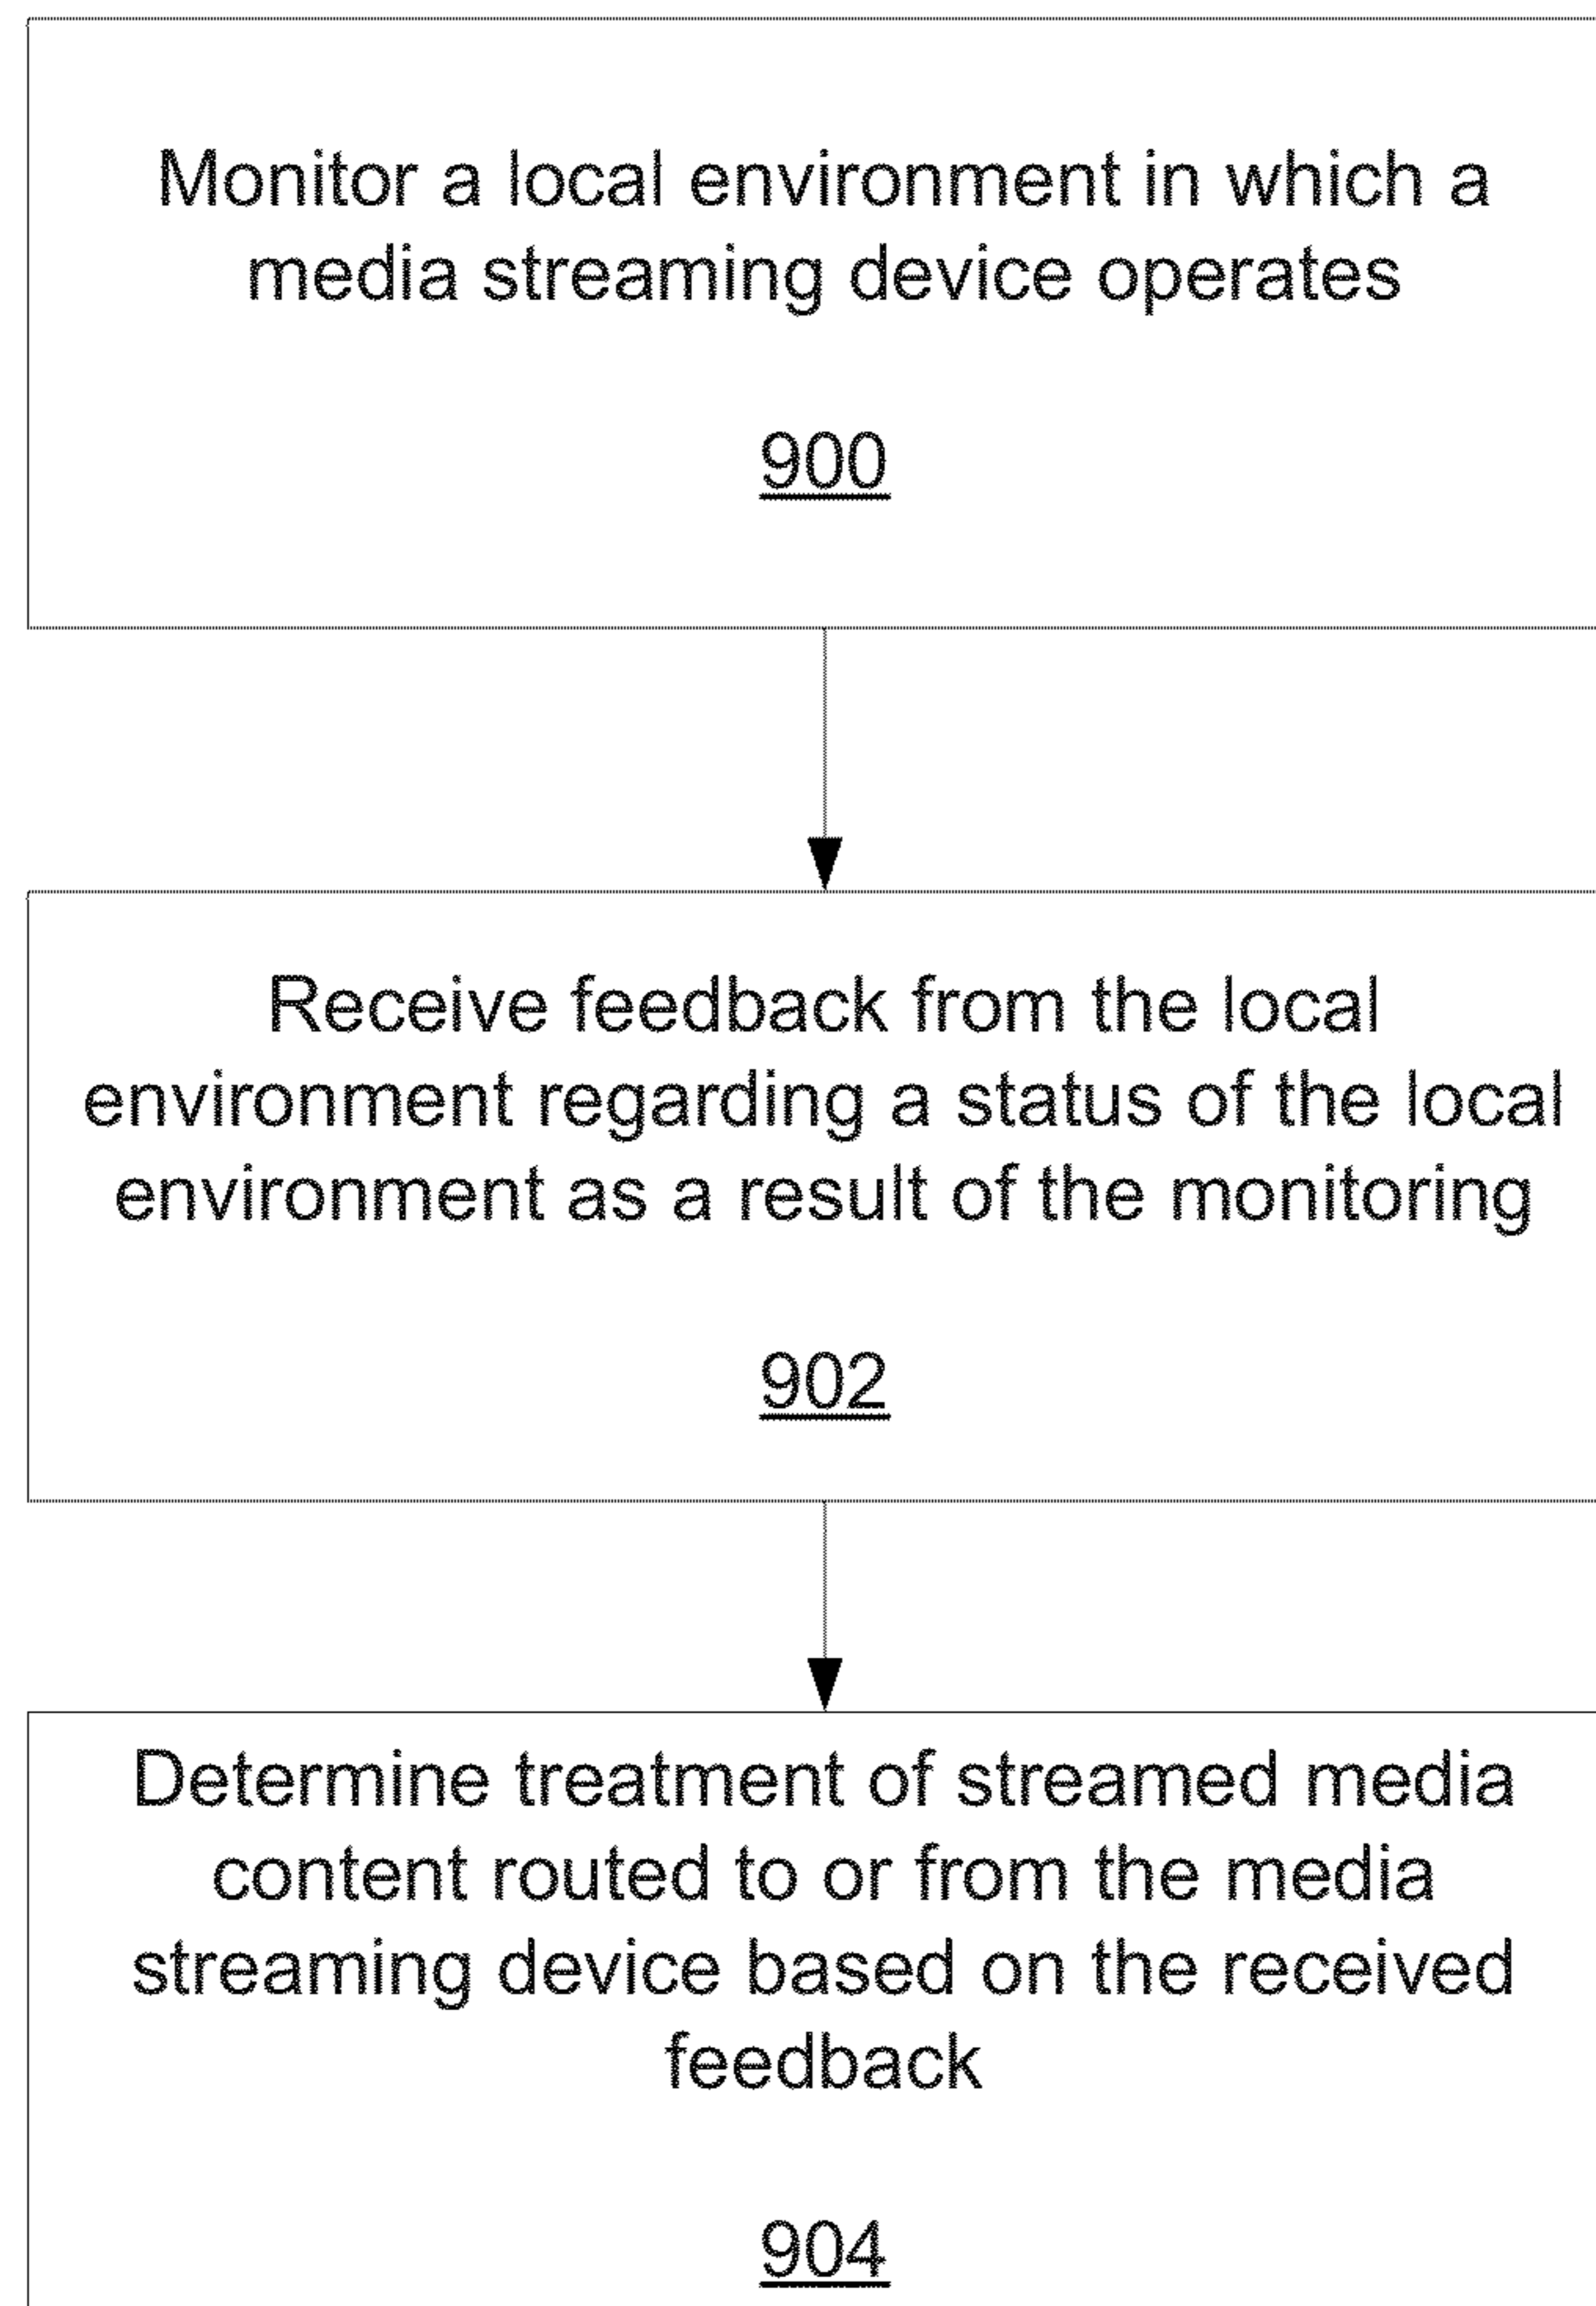 Monitor a local environment in which a
media streaming device operates
900
Receive feedback from the local
environment regarding a status of the local
environment as a result of the monitoring
902
Determine treatment of streamed media
content routed to or from the media
streaming device based on the received
feedback
904